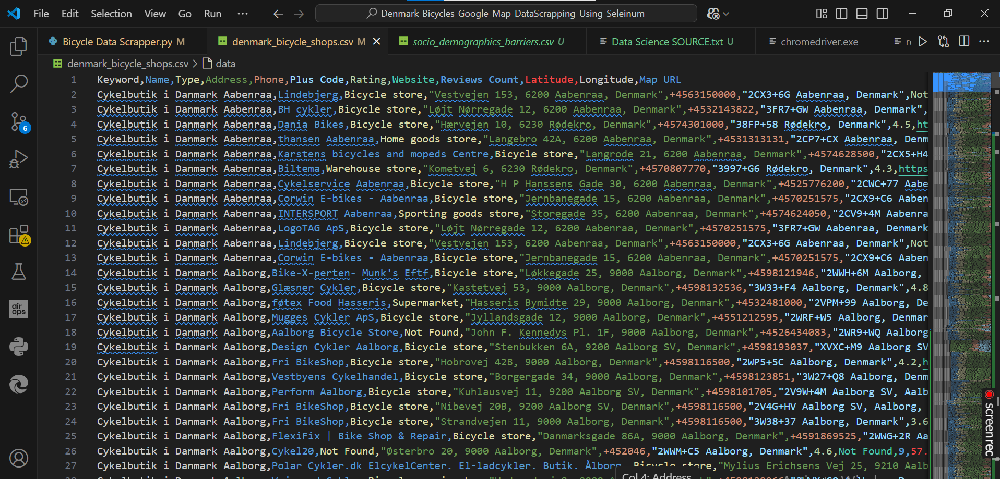 File Edit Selection View Go Run ··· Denmark-Bicycles-Google-Map-DataScrapping-Using-Seleinum-
Bicycle Data Scrapper.py M denmark_bicycle_shops.csv M socio_demographics_barriers.csv U Data Science SOURCE.txt U chromedriver.exe
denmark_bicycle_shops.csv > data
1 Keyword,Name,Type,Address,Phone,Plus Code,Rating,Website,Reviews Count,Latitude,Longitude,Map URL
2 Cykelbutik i Danmark Aabenraa,Lindebjerg,Bicycle store,"Vestvejen 153, 6200 Aabenraa, Denmark",+4563150000,"2CX3+6G Aabenraa, Denmark",Not
3 Cykelbutik i Danmark Aabenraa,BH cykler,Bicycle store,"Løjt Nørregade 12, 6200 Aabenraa, Denmark",+4532143822,"3FR7+GW Aabenraa, Denmark",
4 Cykelbutik i Danmark Aabenraa,Dania Bikes,Bicycle store,"Hærvejen 10, 6230 Rødekro, Denmark",+4574301000,"38FP+58 Rødekro, Denmark",4.5,ht
5 Cykelbutik i Danmark Aabenraa,thansen Aabenraa,Home goods store,"Langebro 42A, 6200 Aabenraa, Denmark",+4531313131,"2CP7+CX Aabenraa, Denm
6 Cykelbutik i Danmark Aabenraa,Karstens bicycles and mopeds Centre,Bicycle store,"Langrode 21, 6200 Aabenraa, Denmark",+4574628500,"2CX5+H4
7 Cykelbutik i Danmark Aabenraa,Biltema,Warehouse store,"Kometvej 6, 6230 Rødekro, Denmark",+4570807770,"3997+G6 Rødekro, Denmark",4.3,https
8 Cykelbutik i Danmark Aabenraa,Cykelservice Aabenraa,Bicycle store,"H P Hanssens Gade 30, 6200 Aabenraa, Denmark",+4525776200,"2CWC+77 Aabe
9 Cykelbutik i Danmark Aabenraa,Corwin E-bikes - Aabenraa,Bicycle store,"Jernbanegade 15, 6200 Aabenraa, Denmark",+4570251575,"2CX9+C6 Aaben
10 Cykelbutik i Danmark Aabenraa,INTERSPORT Aabenraa,Sporting goods store,"Storegade 35, 6200 Aabenraa, Denmark",+4574624050,"2CV9+4M Aabenra
11 Cykelbutik i Danmark Aabenraa,LogoTAG ApS,Bicycle store,"Løjt Nørregade 12, 6200 Aabenraa, Denmark",+4570251575,"3FR7+GW Aabenraa, Denmark
12 Cykelbutik i Danmark Aabenraa,Lindebjerg,Bicycle store,"Vestvejen 153, 6200 Aabenraa, Denmark",+4563150000,"2CX3+6G Aabenraa, Denmark",Not
13 Cykelbutik i Danmark Aabenraa,Corwin E-bikes - Aabenraa,Bicycle store,"Jernbanegade 15, 6200 Aabenraa, Denmark",+4570251575,"2CX9+C6 Aaben
14 Cykelbutik i Danmark Aalborg,Bike-X-perten- Munk's Eftf,Bicycle store,"Løkkegade 25, 9000 Aalborg, Denmark",+4598121946,"2WWH+6M Aalborg,
15 Cykelbutik i Danmark Aalborg,Glæsner Cykler,Bicycle store,"Kastetvej 53, 9000 Aalborg, Denmark",+4598132536,"3W33+F4 Aalborg, Denmark",4.8
16 Cykelbutik i Danmark Aalborg,føtex Food Hasseris,Supermarket,"Hasseris Bymidte 29, 9000 Aalborg, Denmark",+4532481000,"2VPM+99 Aalborg, De
17 Cykelbutik i Danmark Aalborg,Mugges Cykler ApS,Bicycle store,"Jyllandsgade 12, 9000 Aalborg, Denmark",+4551212595,"2WRF+W5 Aalborg, Denmar
18 Cykelbutik i Danmark Aalborg,Aalborg Bicycle Store,Not Found,"John F. Kennedys Pl. 1F, 9000 Aalborg, Denmark",+4526434083,"2WR9+WQ Aalborg
19 Cykelbutik i Danmark Aalborg,Design Cykler Aalborg,Bicycle store,"Stenbukken 6A, 9200 Aalborg SV, Denmark",+4598193037,"XVXC+M9 Aalborg SV
20 Cykelbutik i Danmark Aalborg,Fri BikeShop,Bicycle store,"Hobrovej 42B, 9000 Aalborg, Denmark",+4598116500,"2WP5+5C Aalborg, Denmark",4.2,h
21 Cykelbutik i Danmark Aalborg,Vestbyens Cykelhandel,Bicycle store,"Borgergade 34, 9000 Aalborg, Denmark",+4598123851,"3W27+Q8 Aalborg, Denm
22 Cykelbutik i Danmark Aalborg,Perform Aalborg,Bicycle store,"Kuhlausvej 11, 9200 Aalborg SV, Denmark",+4598101705,"2V9W+4M Aalborg SV, Aalb
23 Cykelbutik i Danmark Aalborg,Fri BikeShop,Bicycle store,"Nibevej 20B, 9200 Aalborg SV, Denmark",+4598116500,"2V4G+HV Aalborg SV, Aalborg,
24 Cykelbutik i Danmark Aalborg,Fri BikeShop,Bicycle store,"Strandvejen 11, 9000 Aalborg, Denmark",+4598116500,"3W38+37 Aalborg, Denmark",3.6
25 Cykelbutik i Danmark Aalborg,FlexiFix | Bike Shop & Repair,Bicycle store,"Danmarksgade 86A, 9000 Aalborg, Denmark",+4591869525,"2WWG+2R Aa
26 Cykelbutik i Danmark Aalborg,Cykel20,Not Found,"Østerbro 20, 9000 Aalborg, Denmark",+452046,"2WWM+C5 Aalborg, Denmark",4.6,Not Found,9,57.
27 Cykelbutik i Danmark Aalborg,Polar Cykler.dk ElcykelCenter. El-ladcykler. Butik. Ålborg, Bicycle store,"Mylius Erichsens Vej 25, 9210 Aalb
Col 4: Address
6
air
ops
screenrec